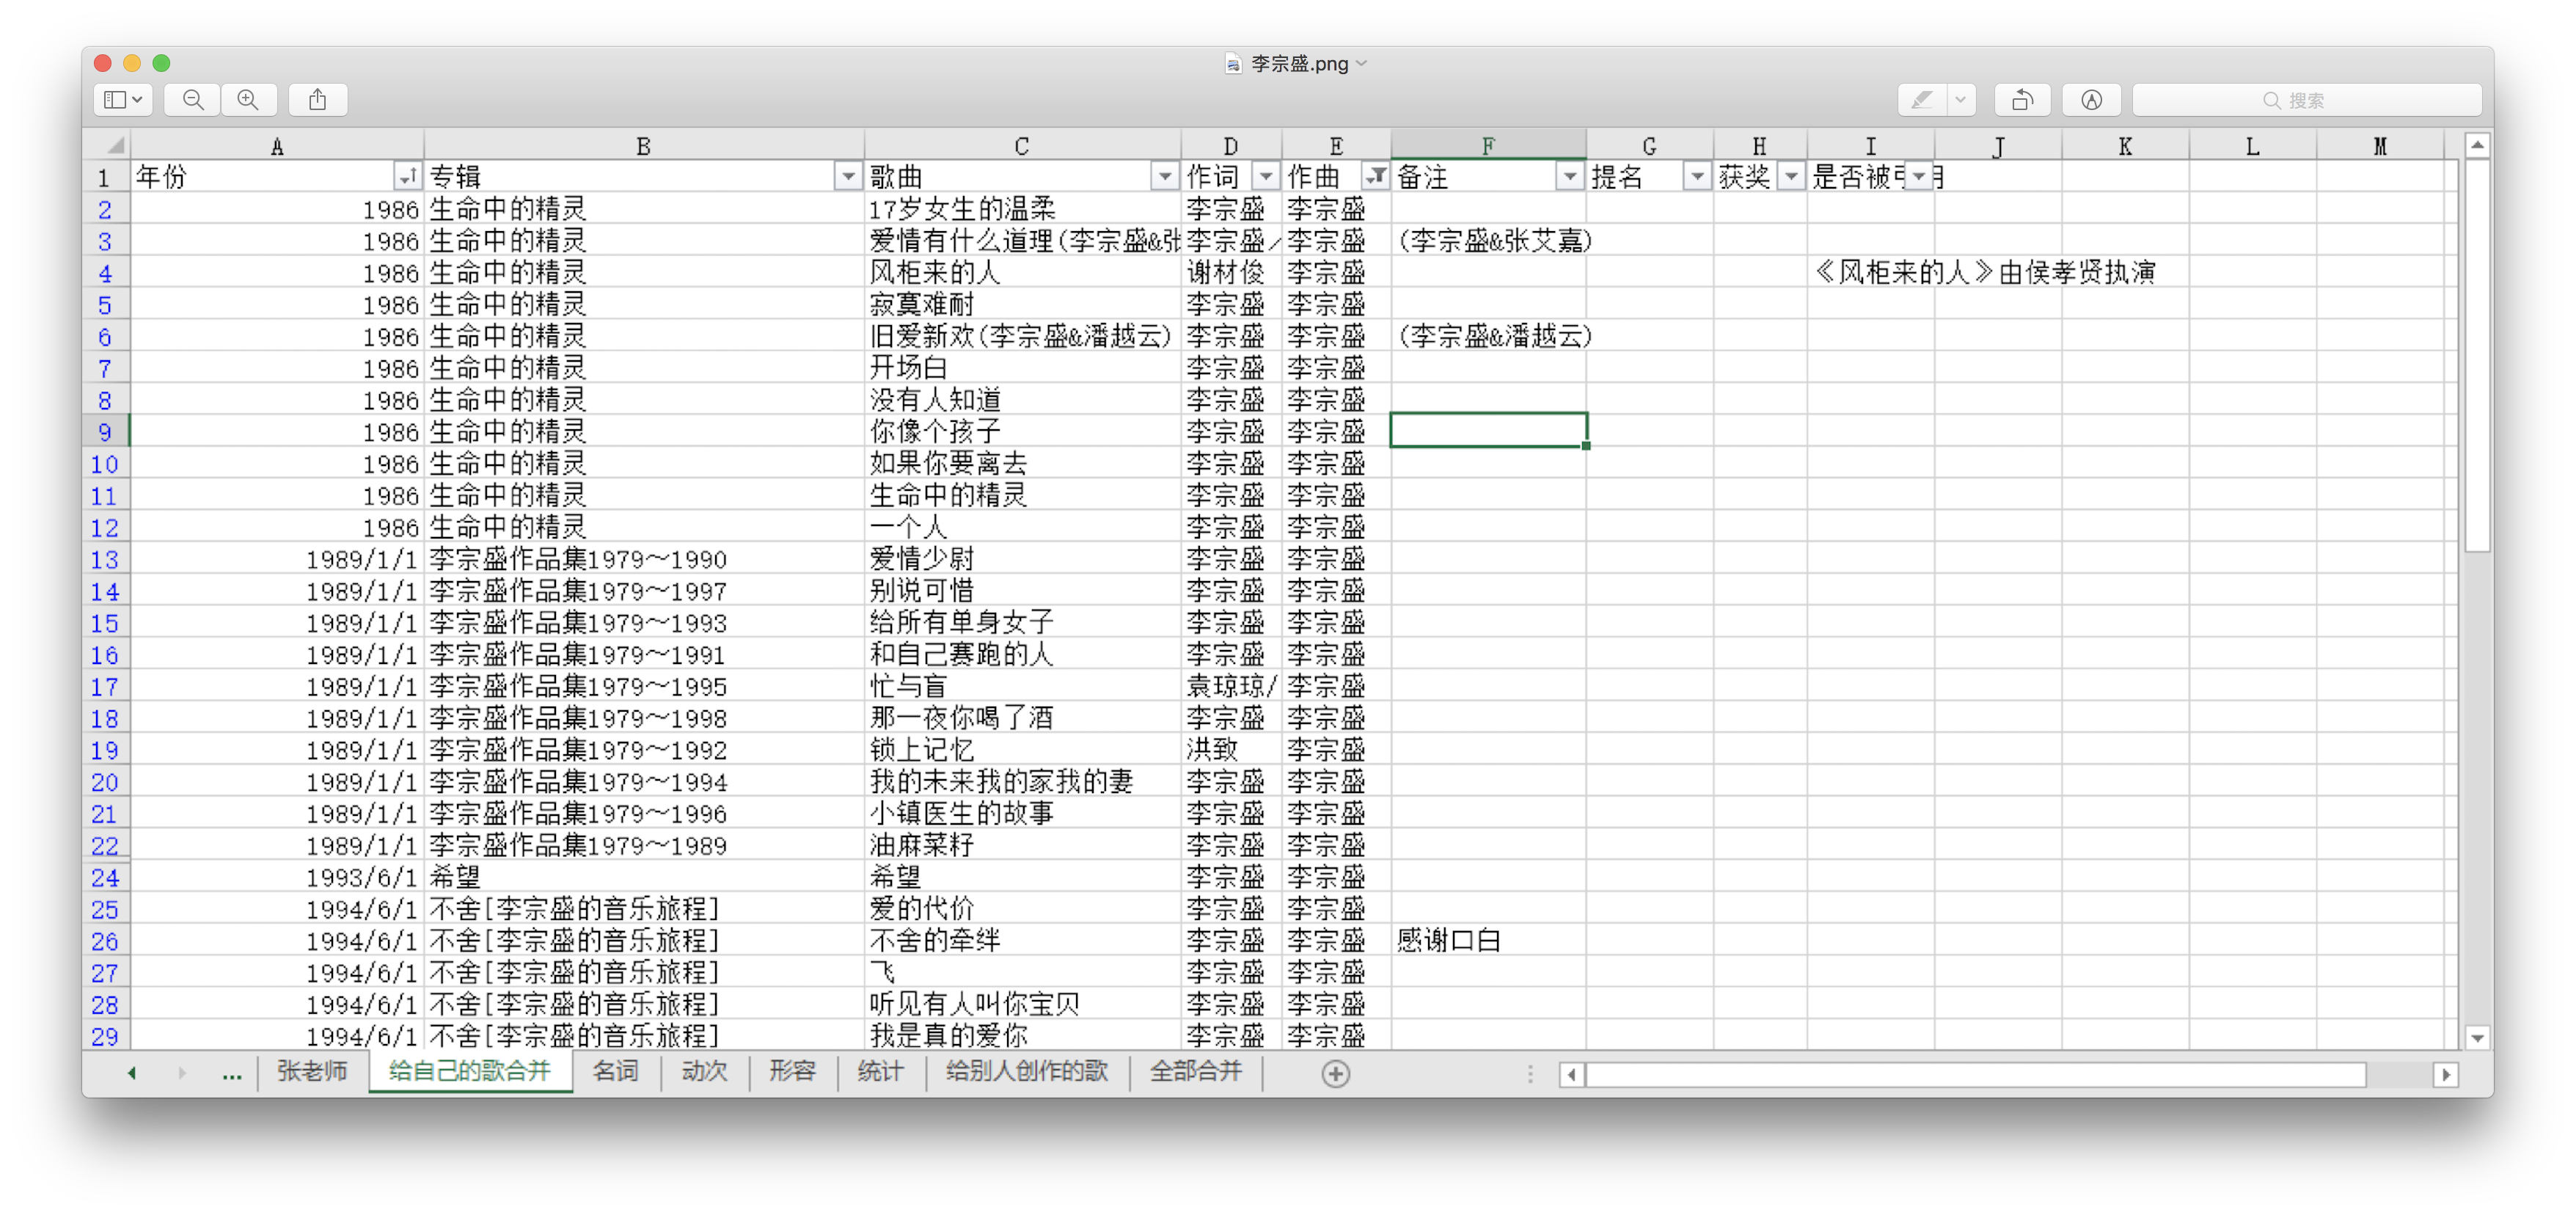 李宗盛.png
搜索
A B C D E F G H I J K L M
1 年份 专辑 歌曲 作词 作曲 备注 提名 获奖 是否被引用
2 1986 生命中的精灵 17岁女生的温柔 李宗盛 李宗盛
3 1986 生命中的精灵 爱情有什么道理(李宗盛&张 李宗盛/ 李宗盛 (李宗盛&张艾嘉)
4 1986 生命中的精灵 风柜来的人 谢材俊 李宗盛 《风柜来的人》由侯孝贤执演
5 1986 生命中的精灵 寂寞难耐 李宗盛 李宗盛
6 1986 生命中的精灵 旧爱新欢(李宗盛&潘越云) 李宗盛 李宗盛 (李宗盛&潘越云)
7 1986 生命中的精灵 开场白 李宗盛 李宗盛
8 1986 生命中的精灵 没有人知道 李宗盛 李宗盛
9 1986 生命中的精灵 你像个孩子 李宗盛 李宗盛
10 1986 生命中的精灵 如果你要离去 李宗盛 李宗盛
11 1986 生命中的精灵 生命中的精灵 李宗盛 李宗盛
12 1986 生命中的精灵 一个人 李宗盛 李宗盛
13 1989/1/1 李宗盛作品集1979～1990 爱情少尉 李宗盛 李宗盛
14 1989/1/1 李宗盛作品集1979～1997 别说可惜 李宗盛 李宗盛
15 1989/1/1 李宗盛作品集1979～1993 给所有单身女子 李宗盛 李宗盛
16 1989/1/1 李宗盛作品集1979～1991 和自己赛跑的人 李宗盛 李宗盛
17 1989/1/1 李宗盛作品集1979～1995 忙与盲 袁琼琼/ 李宗盛
18 1989/1/1 李宗盛作品集1979～1998 那一夜你喝了酒 李宗盛 李宗盛
19 1989/1/1 李宗盛作品集1979～1992 锁上记忆 洪致 李宗盛
20 1989/1/1 李宗盛作品集1979～1994 我的未来我的家我的妻 李宗盛 李宗盛
21 1989/1/1 李宗盛作品集1979～1996 小镇医生的故事 李宗盛 李宗盛
22 1989/1/1 李宗盛作品集1979～1989 油麻菜籽 李宗盛 李宗盛
24 1993/6/1 希望 希望 李宗盛 李宗盛
25 1994/6/1 不舍[李宗盛的音乐旅程] 爱的代价 李宗盛 李宗盛
26 1994/6/1 不舍[李宗盛的音乐旅程] 不舍的牵绊 李宗盛 李宗盛 感谢口白
27 1994/6/1 不舍[李宗盛的音乐旅程] 飞 李宗盛 李宗盛
28 1994/6/1 不舍[李宗盛的音乐旅程] 听见有人叫你宝贝 李宗盛 李宗盛
29 1994/6/1 不舍[李宗盛的音乐旅程] 我是真的爱你 李宗盛 李宗盛
... 张老师 给自己的歌合并 名词 动次 形容 统计 给别人创作的歌 全部合并